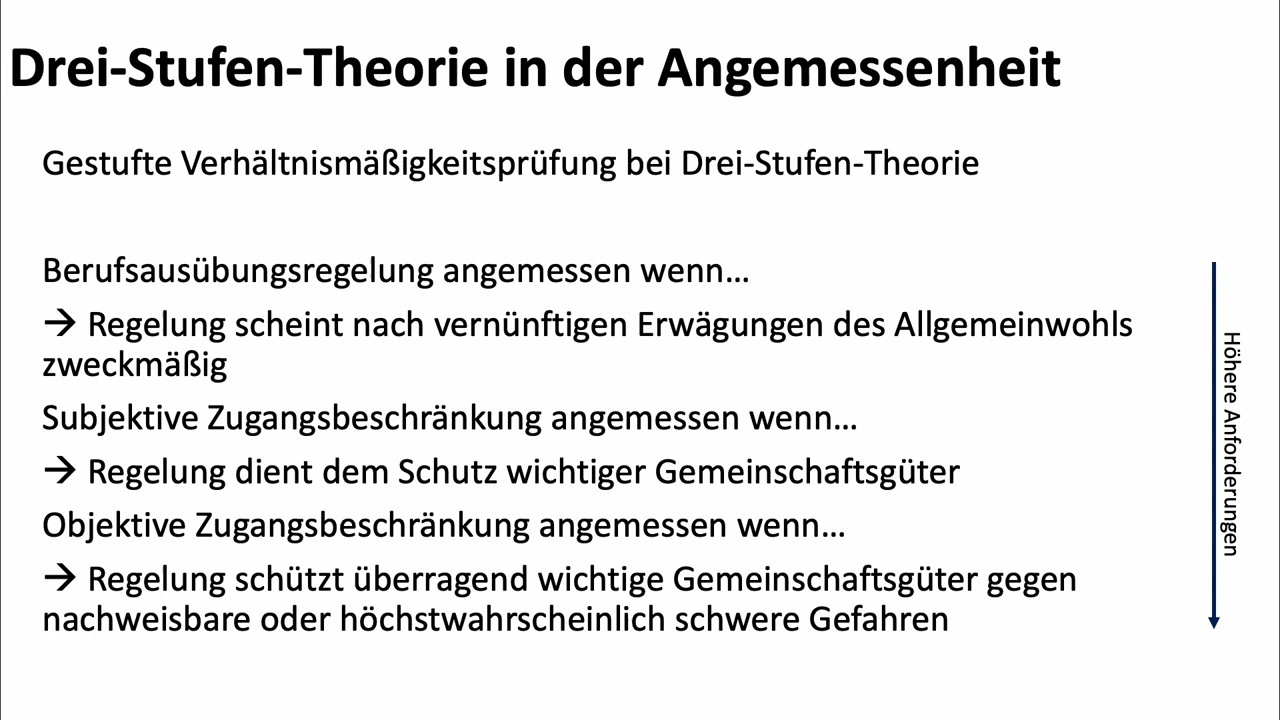 Drei-Stufen-Theorie in der Angemessenheit
Gestufte Verhältnismäßigkeitsprüfung bei Drei-Stufen-Theorie
Berufsausübungsregelung angemessen wenn…
→ Regelung scheint nach vernünftigen Erwägungen des Allgemeinwohls
zweckmäßig
Subjektive Zugangsbeschränkung angemessen wenn…
→ Regelung dient dem Schutz wichtiger Gemeinschaftsgüter
Objektive Zugangsbeschränkung angemessen wenn…
→ Regelung schützt überragend wichtige Gemeinschaftsgüter gegen
nachweisbare oder höchstwahrscheinlich schwere Gefahren
Höhere Anforderungen